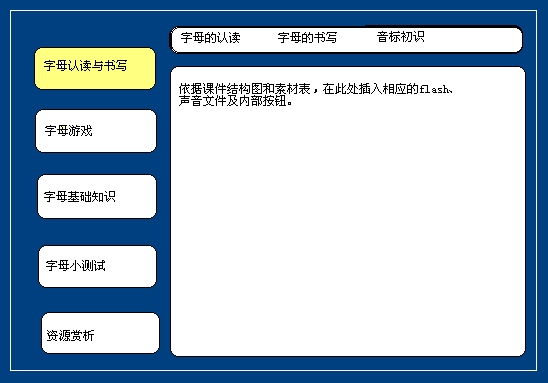 字母的认读 字母的书写 音标初识
字母认读与书写
字母游戏
字母基础知识
字母小测试
资源赏析
依据课件结构图和素材表，在此处插入相应的flash、
声音文件及内部按钮。